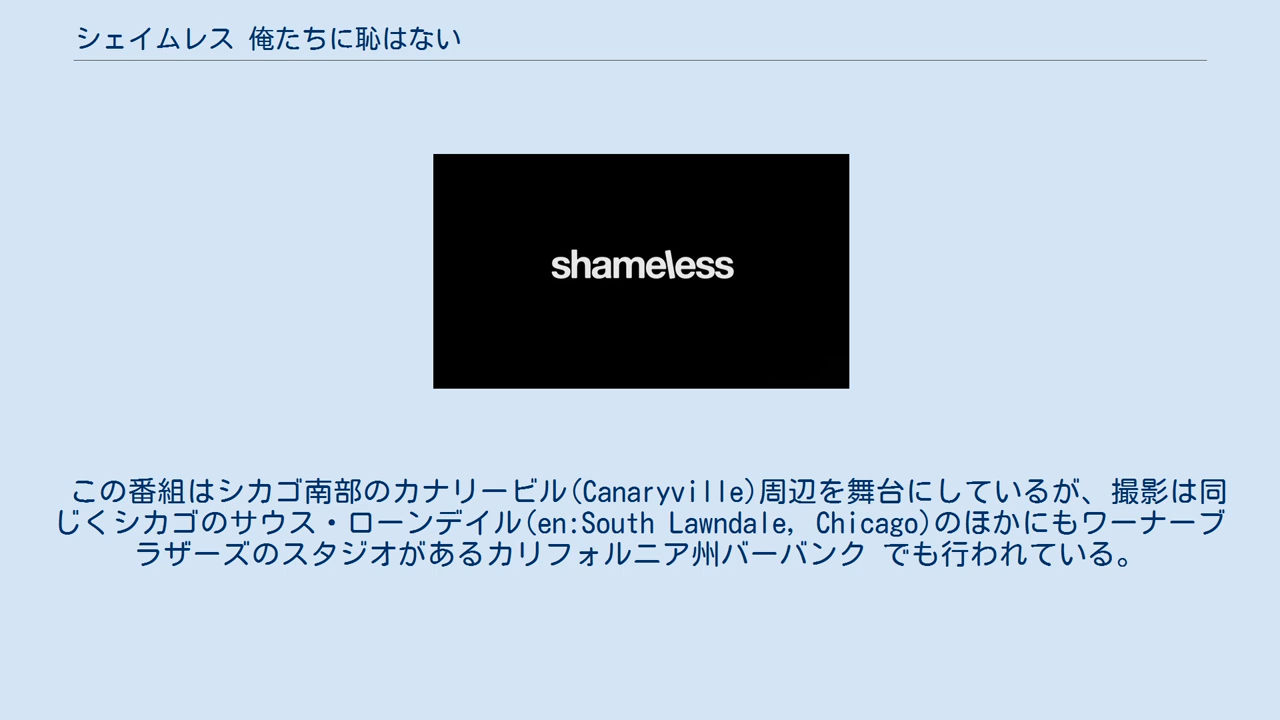 シェイムレス 俺たちに恥はない
shameless
この番組はシカゴ南部のカナリービル(Canaryville)周辺を舞台にしているが、撮影は同
じくシカゴのサウス・ローンデイル(en:South Lawndale, Chicago)のほかにもワーナーブ
ラザーズのスタジオがあるカリフォルニア州バーバンク でも行われている。